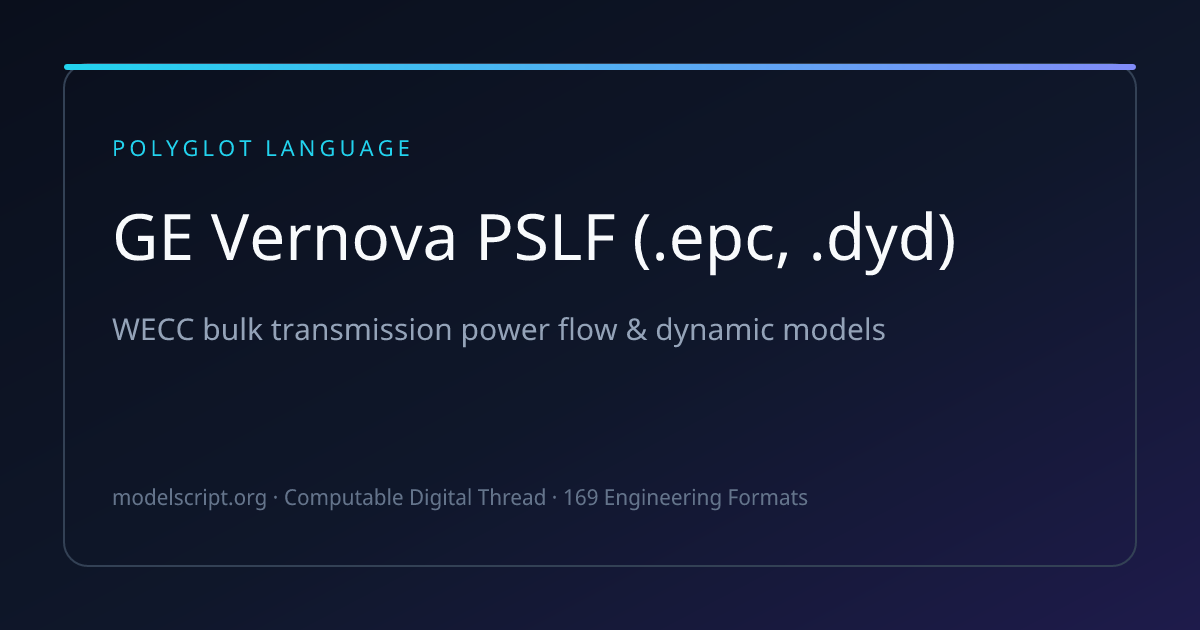 POLYGLOT LANGUAGE
GE Vernova PSLF (.epc, .dyd)
WECC bulk transmission power flow & dynamic models
modelscript.org · Computable Digital Thread · 169 Engineering Formats